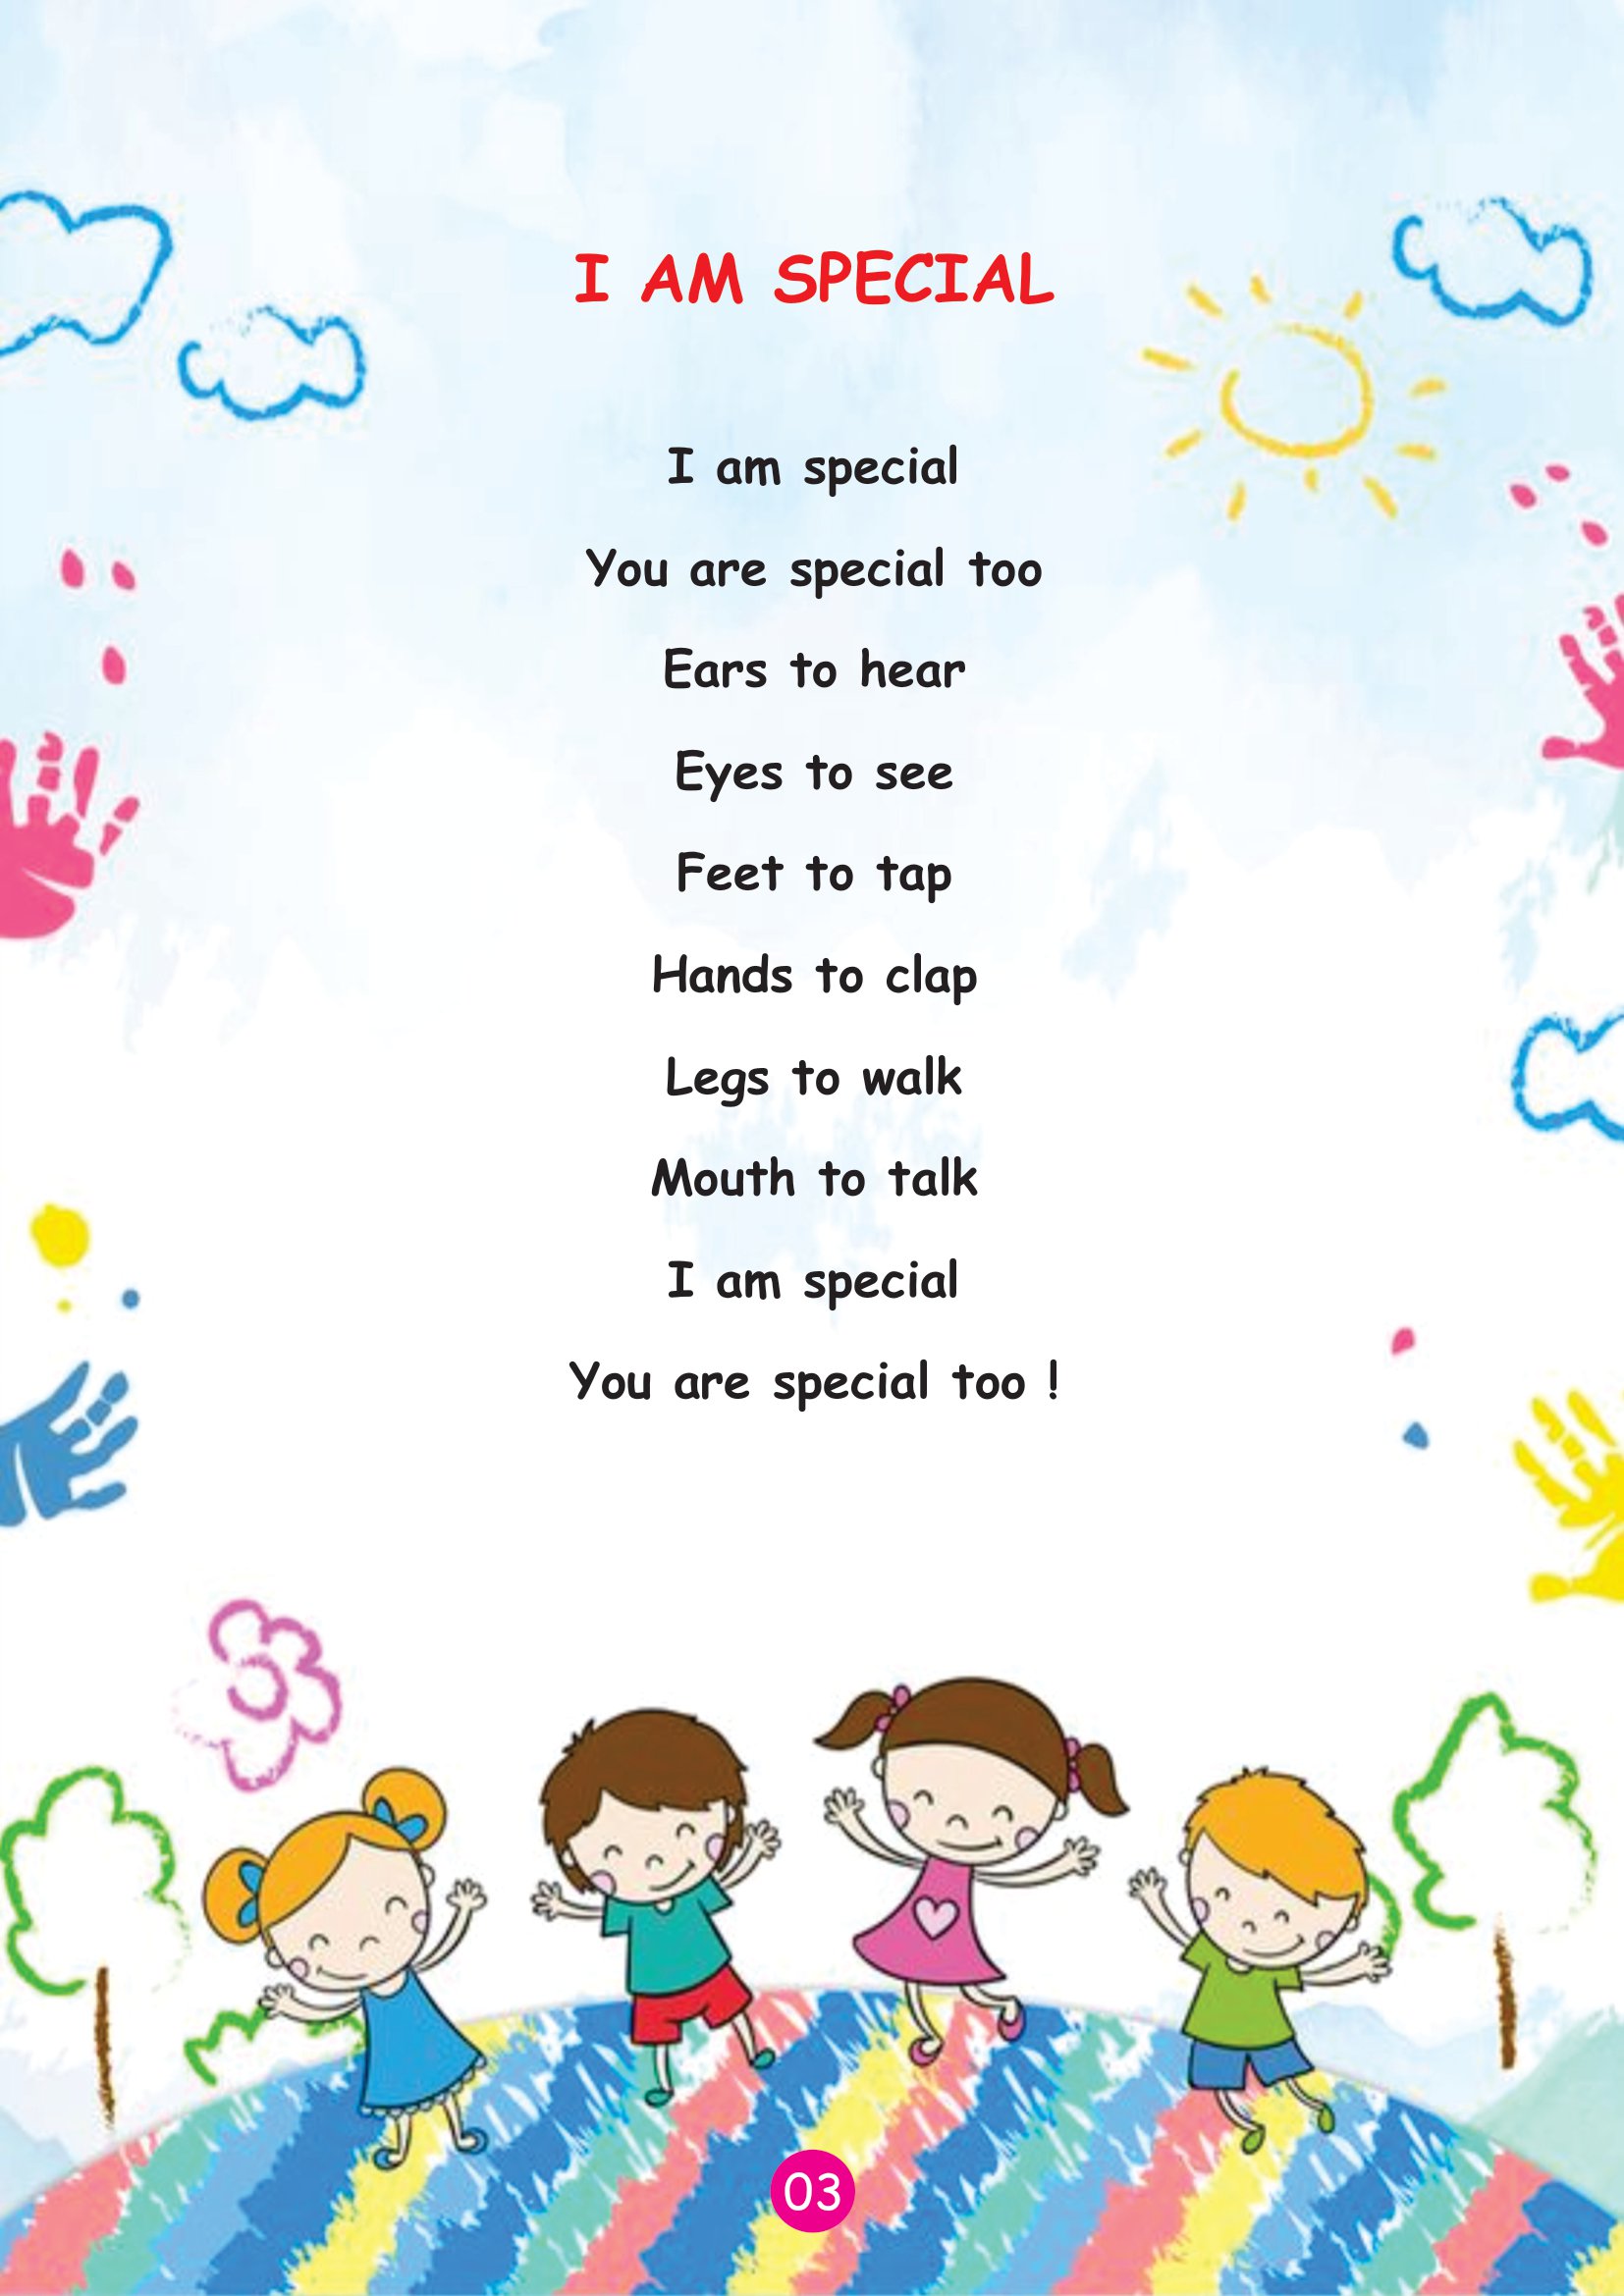 I AM SPECIAL
I am special
You are special too
Ears to hear
Eyes to see
Feet to tap
Hands to clap
Legs to walk
Mouth to talk
I am special
You are special too !
03